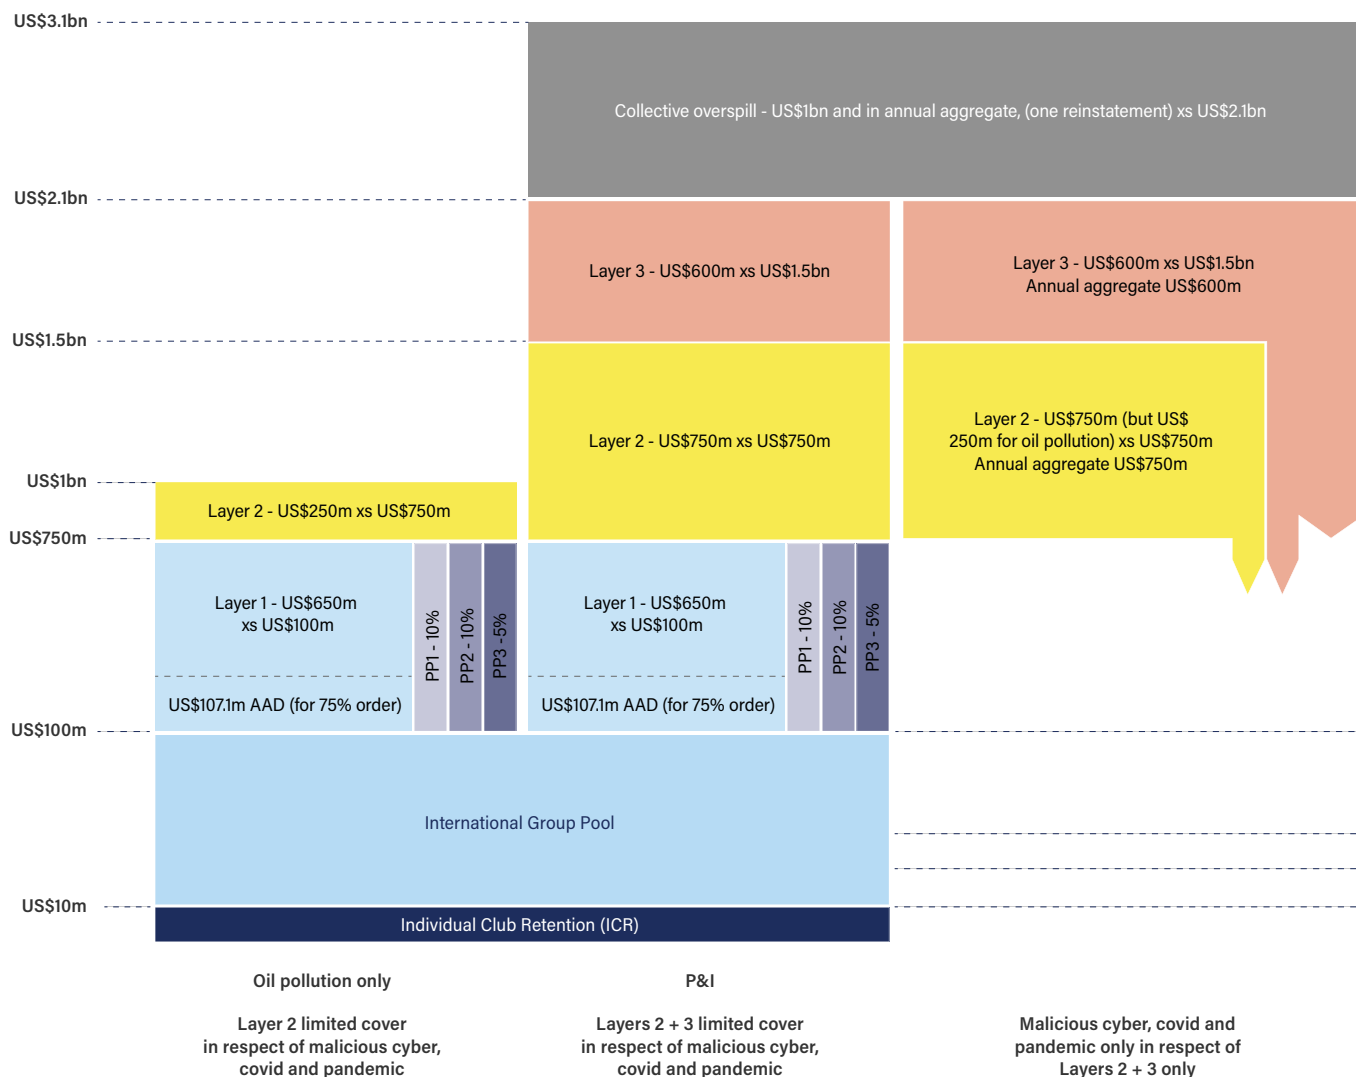 US$3.1bn
Collective overspill - US$1bn and in annual aggregate, (one reinstatement) xs US$2.1bn
US$2.1bn
Layer 3 - US$600m xs US$1.5bn
Layer 3 - US$600m xs US$1.5bn
Annual aggregate US$600m
US$1.5bn
Layer 2 - US$750m xs US$750m
Layer 2 - US$750m (but US$
250m for oil pollution) xs US$750m
Annual aggregate US$750m
US$1bn
Layer 2 - US$250m xs US$750m
US$750m
Layer 1 - US$650m
xs US$100m
US$107.1m AAD (for 75% order)
PP1 - 10%
PP2 - 10%
PP3 -5%
Layer 1 - US$650m
xs US$100m
US$107.1m AAD (for 75% order)
PP1 - 10%
PP2 - 10%
PP3 - 5%
US$100m
International Group Pool
US$10m
Individual Club Retention (ICR)
Oil pollution only
Layer 2 limited cover
in respect of malicious cyber,
covid and pandemic
P&I
Layers 2 + 3 limited cover
in respect of malicious cyber,
covid and pandemic
Malicious cyber, covid and
pandemic only in respect of
Layers 2 + 3 only